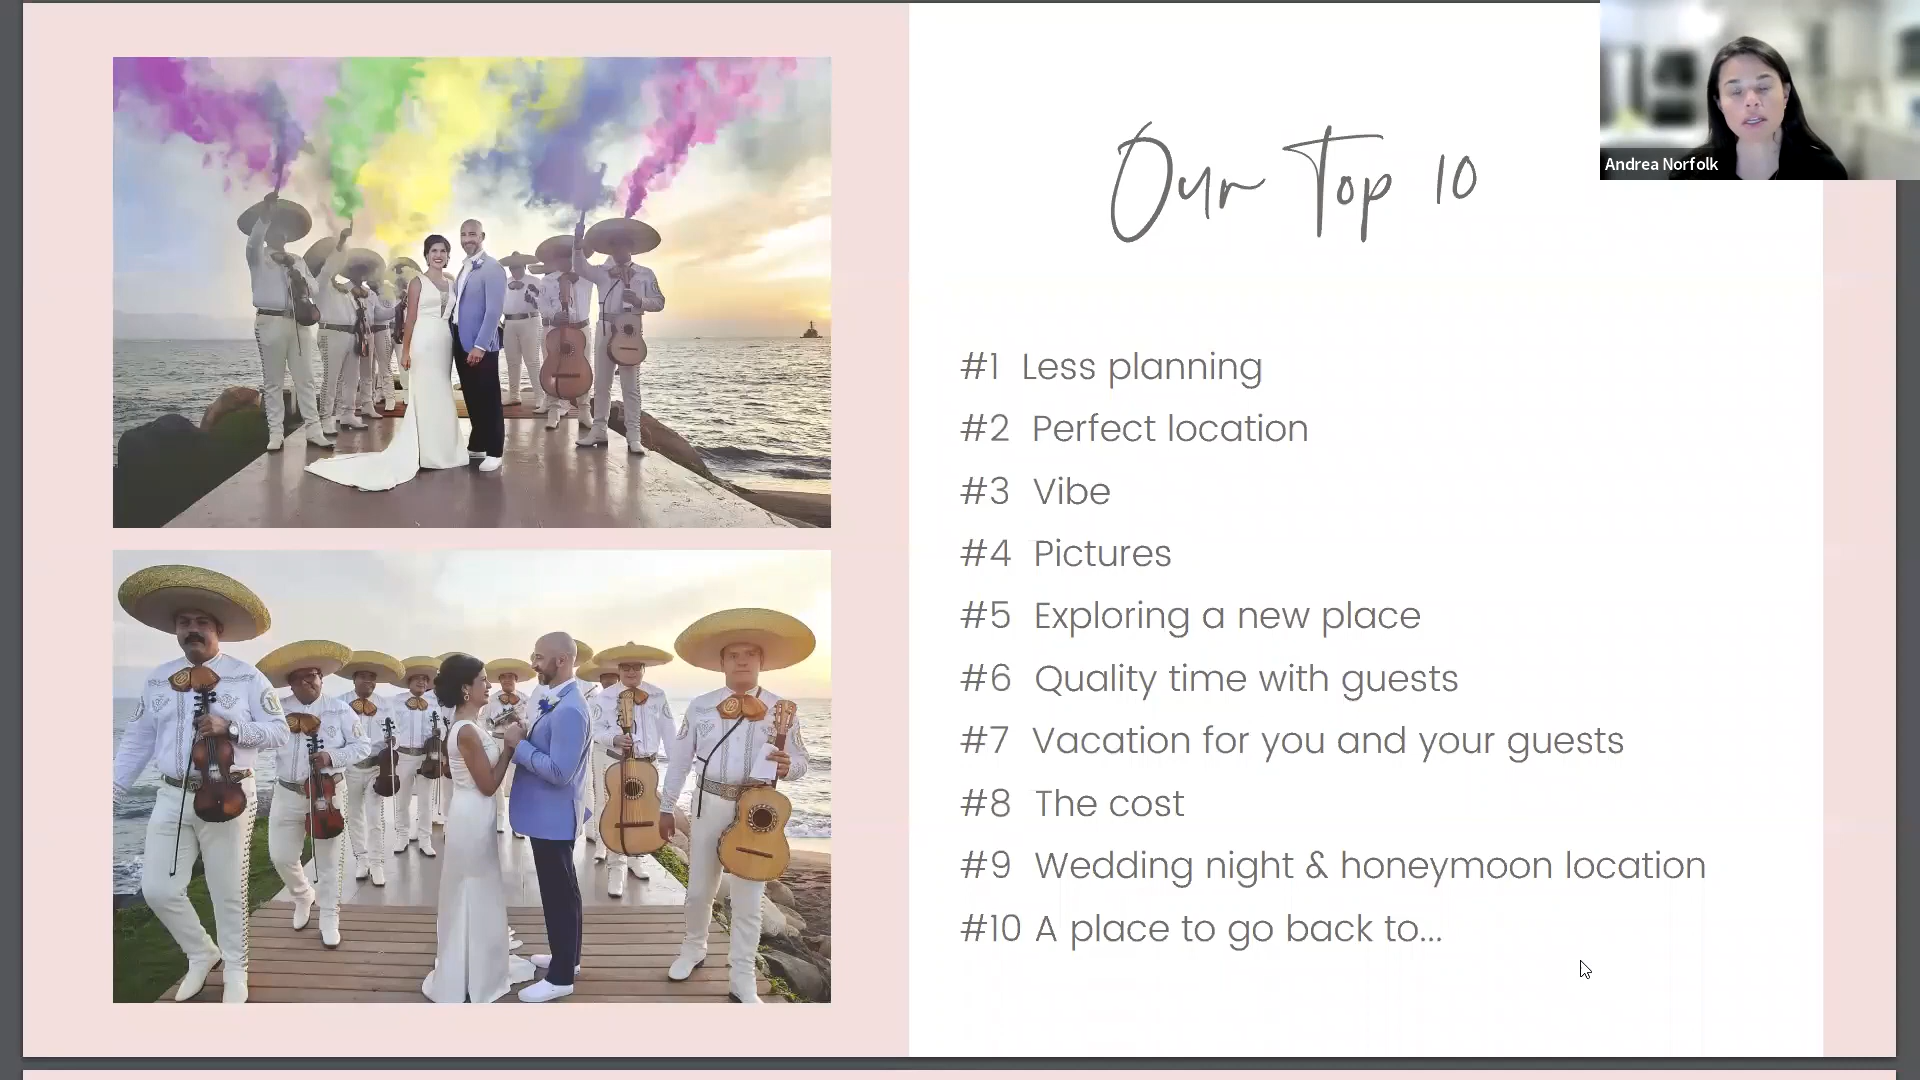 Our Top 10
Andrea Norfolk
#1 Less planning
#2 Perfect location
#3 Vibe
#4 Pictures
#5 Exploring a new place
#6 Quality time with guests
#7 Vacation for you and your guests
#8 The cost
#9 Wedding night & honeymoon location
#10 A place to go back to...